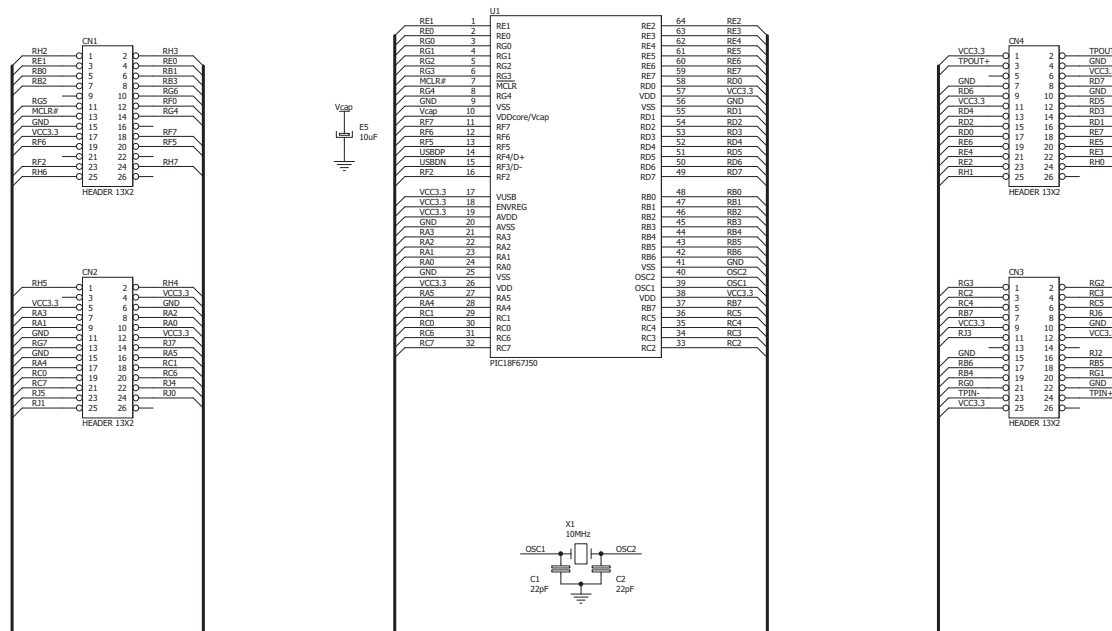 CN1
RH2 1 2 RH3
RE1 3 4 RE0
RB0 5 6 RB1
RB2 7 8 RB3
9 10 RG6
RG5 11 12 RF0
MCLR# 13 14 RG4
GND 15 16
VCC3.3 17 18 RF7
RF6 19 20 RF5
21 22
RF2 23 24 RH7
RH6 25 26
HEADER 13X2
CN2
RH5 1 2 RH4
3 4 VCC3.3
VCC3.3 5 6 GND
RA3 7 8 RA2
RA1 9 10 RA0
GND 11 12 VCC3.3
RG7 13 14 RJ7
GND 15 16 RA5
RA4 17 18 RC1
RC0 19 20 RC6
RC7 21 22 RJ4
RJ5 23 24 RJ0
RJ1 25 26
HEADER 13X2
Vcap
E5
10uF
U1
RE1 1 RE1 RE2 64 RE2
RE0 2 RE0 RE3 63 RE3
RG0 3 RG0 RE4 62 RE4
RG1 4 RG1 RE5 61 RE5
RG2 5 RG2 RE6 60 RE6
RG3 6 RG3 RE7 59 RE7
MCLR# 7 MCLR RD0 58 RD0
RG4 8 RG4 VDD 57 VCC3.3
GND 9 VSS VSS 56 GND
Vcap 10 VDDcore/Vcap RD1 55 RD1
RF7 11 RF7 RD2 54 RD2
RF6 12 RF6 RD3 53 RD3
RF5 13 RF5 RD4 52 RD4
USBDP 14 RF4/D+ RD5 51 RD5
USBDN 15 RF3/D- RD6 50 RD6
RF2 16 RF2 RD7 49 RD7
VCC3.3 17 VUSB RB0 48 RB0
VCC3.3 18 ENVREG RB1 47 RB1
VCC3.3 19 AVDD RB2 46 RB2
GND 20 AVSS RB3 45 RB3
RA3 21 RA3 RB4 44 RB4
RA2 22 RA2 RB5 43 RB5
RA1 23 RA1 RB6 42 RB6
RA0 24 RA0 VSS 41 GND
GND 25 VSS OSC2 40 OSC2
VCC3.3 26 VDD OSC1 39 OSC1
RA5 27 RA5 VDD 38 VCC3.3
RA4 28 RA4 RB7 37 RB7
RC1 29 RC1 RC5 36 RC5
RC0 30 RC0 RC4 35 RC4
RC6 31 RC6 RC3 34 RC3
RC7 32 RC7 RC2 33 RC2
PIC18F67J50
X1
10MHz
OSC1 OSC2
C1 C2
22pF 22pF
CN4
VCC3.3 1 2 TPOUT
TPOUT+ 3 4 GND
5 6 VCC3.
GND 7 8 RD7
RD6 9 10 GND
VCC3.3 11 12 RD5
RD4 13 14 RD3
RD2 15 16 RD1
RD0 17 18 RE7
RE6 19 20 RE5
RE4 21 22 RE3
RE2 23 24 RH0
RH1 25 26
HEADER 13X2
CN3
RG3 1 2 RG2
RC2 3 4 RC3
RC4 5 6 RC5
RB7 7 8 RJ6
VCC3.3 9 10 GND
RJ3 11 12 VCC3.
13 14
GND 15 16 RJ2
RB6 17 18 RB5
RB4 19 20 RG1
RG0 21 22 GND
TPIN- 23 24 TPIN+
VCC3.3 25 26
HEADER 13X2